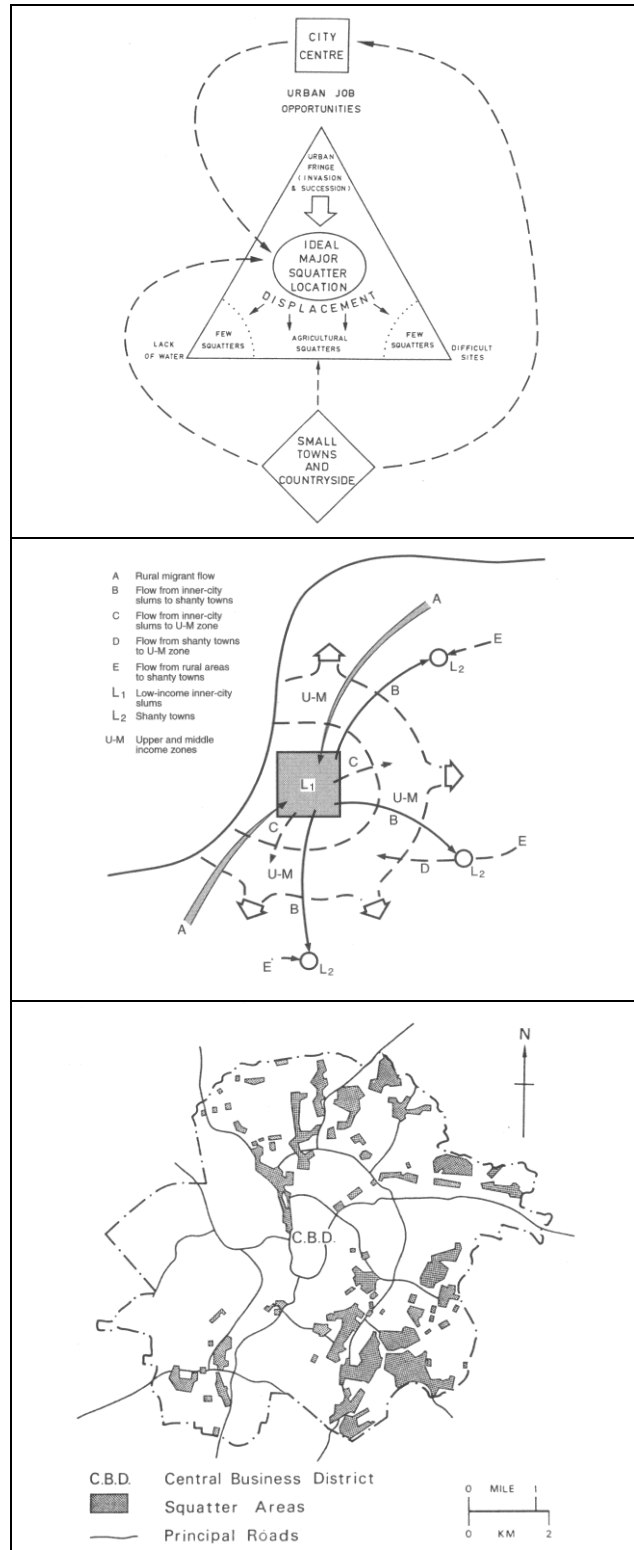 CITY
CENTRE
URBAN JOB
OPPORTUNITIES
URBAN
FRINGE
(INVASION
& SUCCESSION)
IDEAL
MAJOR
SQUATTER
LOCATION
DISPLACEMENT
FEW
SQUATTERS
AGRICULTURAL
SQUATTERS
FEW
SQUATTERS
LACK
OF WATER
DIFFICULT
SITES
SMALL
TOWNS
AND
COUNTRYSIDE
A Rural migrant flow
B Flow from inner-city
slums to shanty towns
C Flow from inner-city
slums to U-M zone
D Flow from shanty towns
to U-M zone
E Flow from rural areas
to shanty towns
L1 Low-income inner-city
slums
L2 Shanty towns
U-M Upper and middle
income zones
A
E
L2
U-M
B
C
L1
U-M
B
C
E
U-M
D
L2
A
B
E
L2
N
C.B.D.
C.B.D. Central Business District
Squatter Areas
Principal Roads
0 MILE 1
0 KM 2